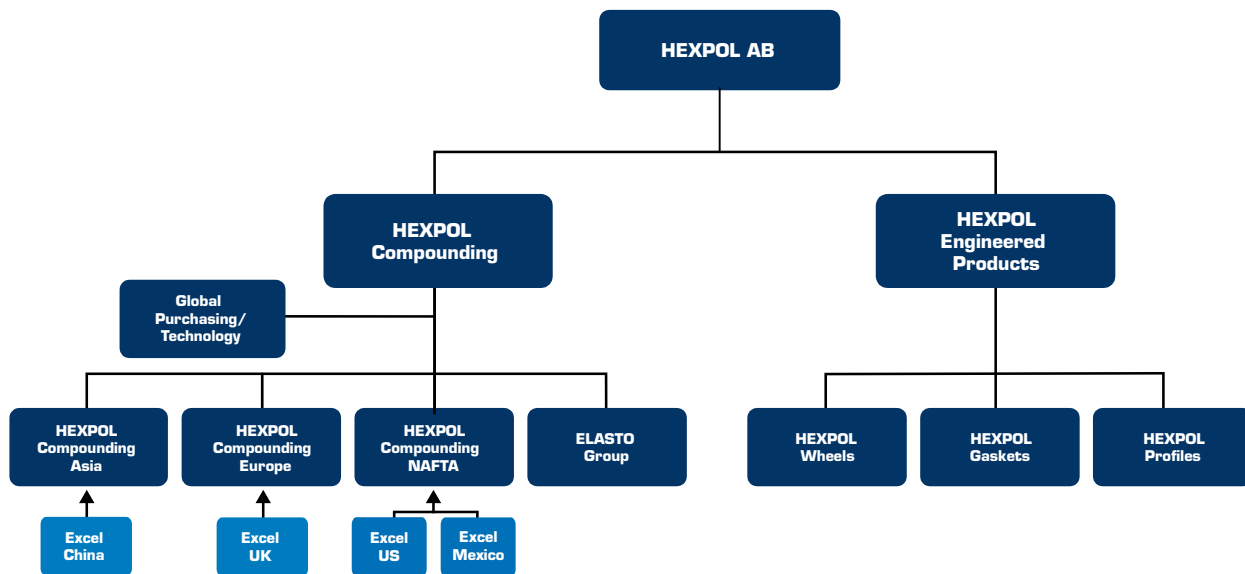 HEXPOL AB
HEXPOL
Compounding
HEXPOL
Engineered
Products
Global
Purchasing/
Technology
HEXPOL
Compounding
Asia
HEXPOL
Compounding
Europe
HEXPOL
Compounding
NAFTA
ELASTO
Group
HEXPOL
Wheels
HEXPOL
Gaskets
HEXPOL
Profiles
Excel
China
Excel
UK
Excel
US
Excel
Mexico